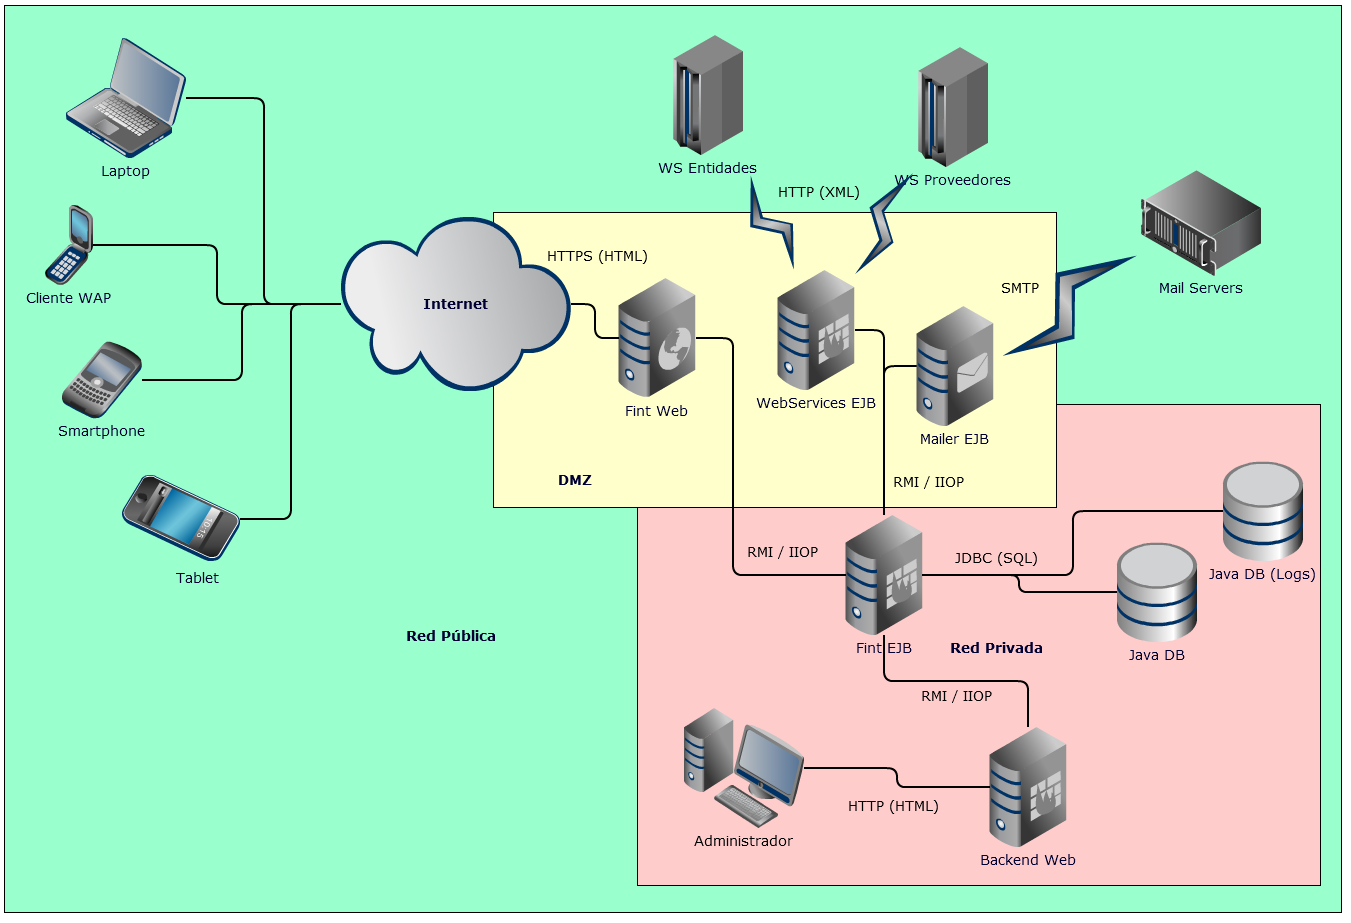 Laptop
WS Entidades
HTTP (XML)
WS Proveedores
Cliente WAP
Internet
HTTPS (HTML)
SMTP
Mail Servers
Smartphone
Fint Web
WebServices EJB
Mailer EJB
DMZ
RMI / IIOP
10:15
Tablet
RMI / IIOP
JDBC (SQL)
Java DB (Logs)
Red Pública
Fint EJB
Red Privada
Java DB
RMI / IIOP
HTTP (HTML)
Administrador
Backend Web